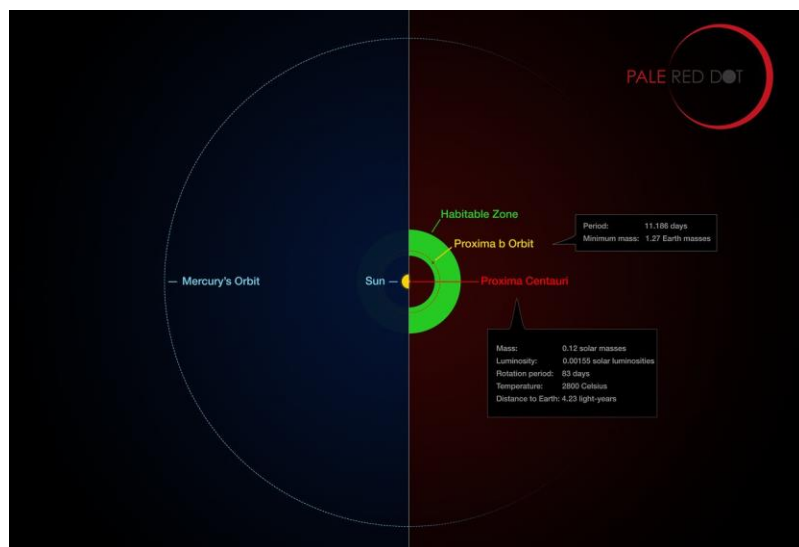 PALE RED DOT
Habitable Zone
Period: 11.186 days
Minimum mass: 1.27 Earth masses
Proxima b Orbit
Mercury's Orbit
Sun
Proxima Centauri
Mass: 0.12 solar masses
Luminosity: 0.00155 solar luminosities
Rotation period: 83 days
Temperature: 2800 Celsius
Distance to Earth: 4.23 light-years